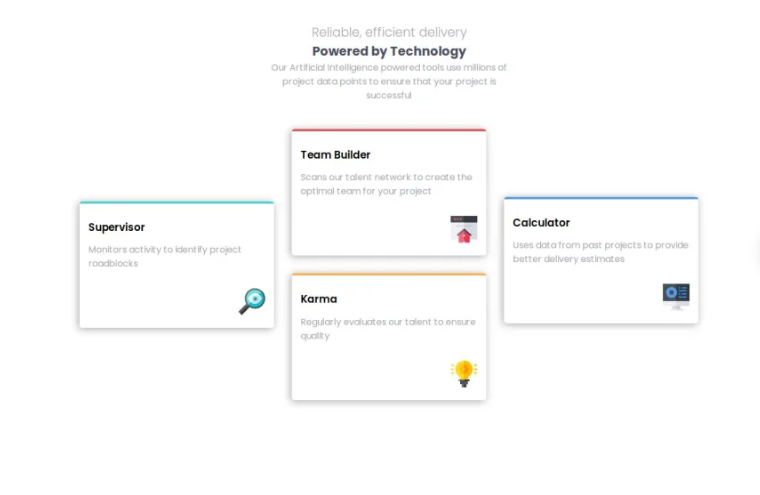 Reliable, efficient delivery
Powered by Technology
Our Artificial Intelligence powered tools use millions of
project data points to ensure that your project is
successful
Supervisor
Monitors activity to identify project
roadblocks
Team Builder
Scans our talent network to create the
optimal team for your project
Karma
Regularly evaluates our talent to ensure
quality
Calculator
Uses data from past projects to provide
better delivery estimates